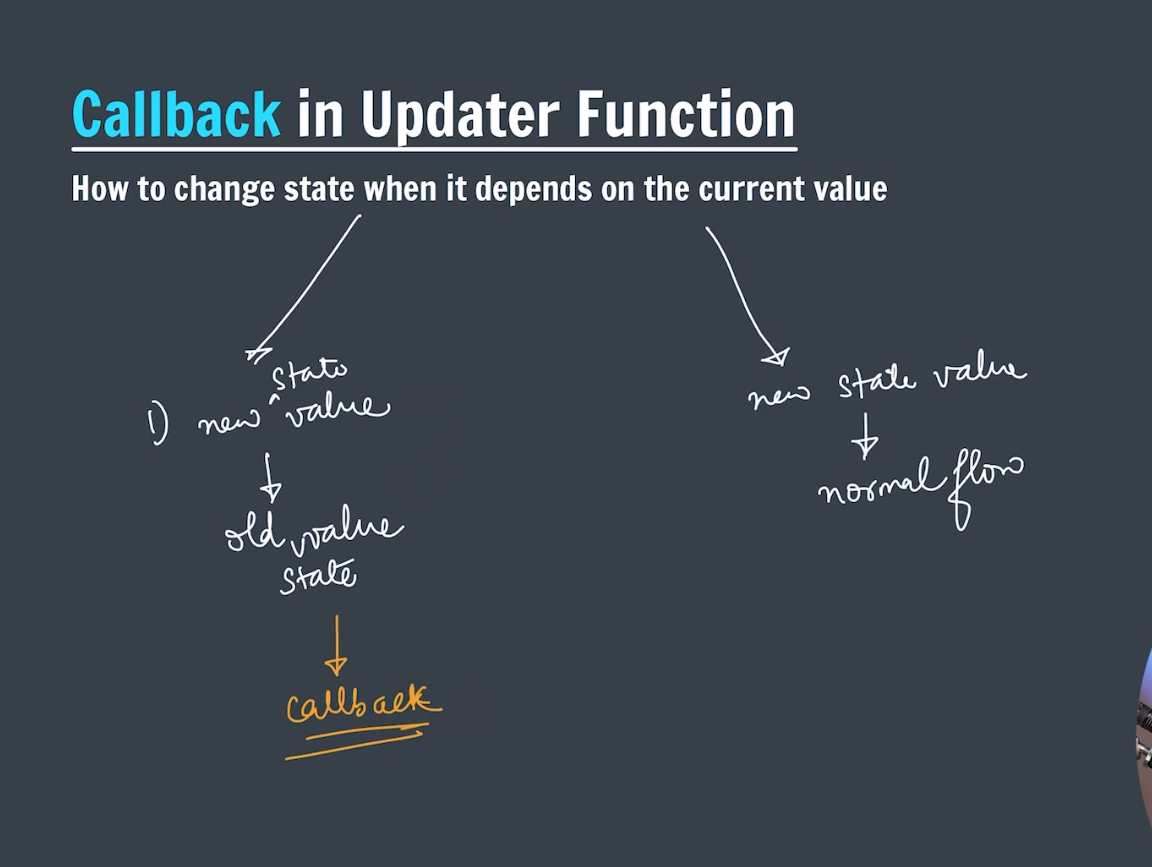 Callback in Updater Function
How to change state when it depends on the current value
state
1) new ^ value
old value
state
callback
new state value
normal flow